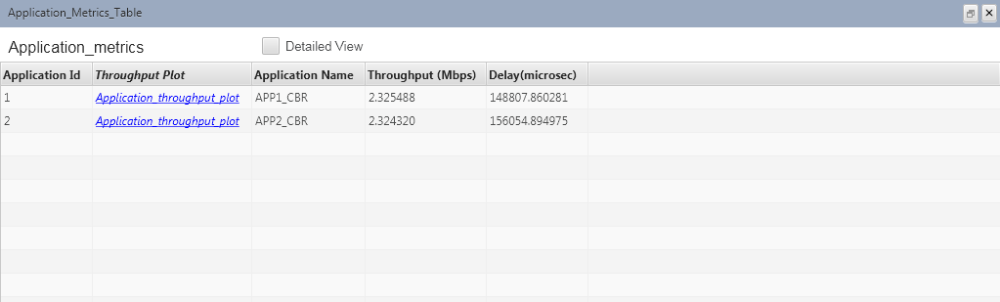 Application_Metrics_Table
Application_metrics Detailed View
Application Id Throughput Plot Application Name Throughput (Mbps) Delay(microsec)
1 Application_throughput_plot APP1_CBR 2.325488 148807.860281
2 Application_throughput_plot APP2_CBR 2.324320 156054.894975